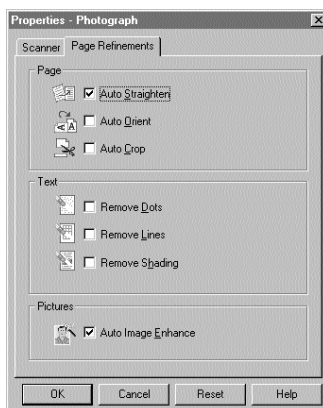 Properties - Photograph
Scanner Page Refinements
Page
Auto Straighten
Auto Orient
Auto Crop
Text
Remove Dots
Remove Lines
Remove Shading
Pictures
Auto Image Enhance
OK Cancel Reset Help